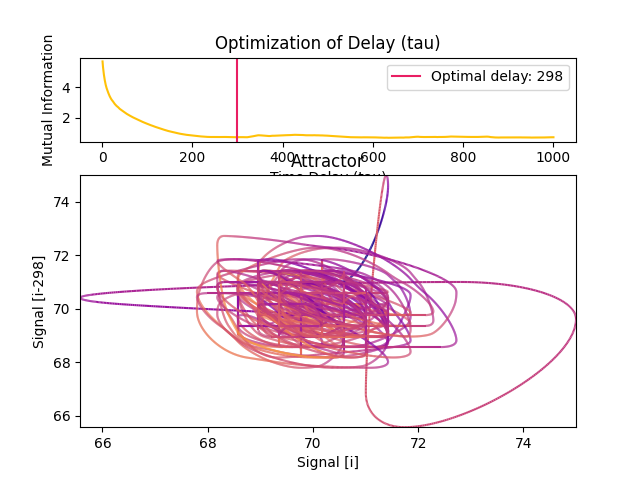 Optimization of Delay (tau)
Mutual Information
4
2
Optimal delay: 298
0 200 400 600 800 1000
Time Delay (tau)
Attractor
Signal [i-298]
74
72
70
68
66
66 68 70 72 74
Signal [i]